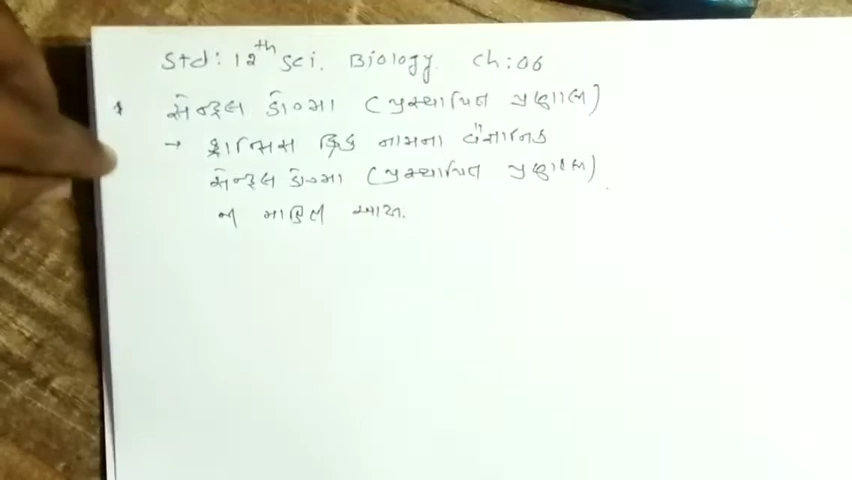 Std: 12th Sci. Biology. Ch: 06
* સેન્ટ્રલ ડોગ્મા (પ્રસ્થાપિત પ્રણાલી)
→ ફ્રાન્સિસ ક્રિક નામના વૈજ્ઞાનિકે
સેન્ટ્રલ ડોગ્મા (પ્રસ્થાપિત પ્રણાલી)
ની માહિતી આપી.